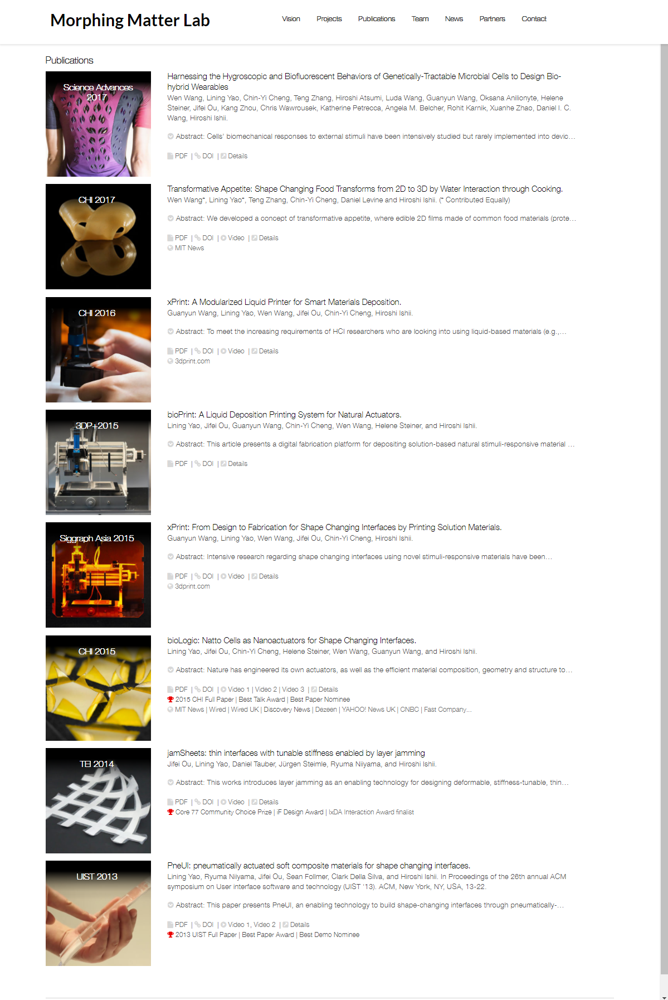 Morphing Matter Lab
Vision Projects Publications Team News Partners Contact
Publications
Science Advances
2017
Harnessing the Hygroscopic and Biofluorescent Behaviors of Genetically-Tractable Microbial Cells to Design Bio-
hybrid Wearables
Wen Wang, Lining Yao, Chin-Yi Cheng, Teng Zhang, Hiroshi Atsumi, Luda Wang, Guanyun Wang, Oksana Anilionyte, Helene
Steiner, Jifei Ou, Kang Zhou, Chris Wawrousek, Katherine Petrecca, Angela M. Belcher, Rohit Karnik, Xuanhe Zhao, Daniel I. C.
Wang, Hiroshi Ishii.
Abstract: Cells' biomechanical responses to external stimuli have been intensively studied but rarely implemented into devic...
PDF | DOI | Details
CHI 2017
Transformative Appetite: Shape Changing Food Transforms from 2D to 3D by Water Interaction through Cooking.
Wen Wang*, Lining Yao*, Teng Zhang, Chin-Yi Cheng, Daniel Levine and Hiroshi Ishii. (* Contributed Equally)
Abstract: We developed a concept of transformative appetite, where edible 2D films made of common food materials (prote...
PDF | DOI | Video | Details
MIT News
CHI 2016
xPrint: A Modularized Liquid Printer for Smart Materials Deposition.
Guanyun Wang, Lining Yao, Wen Wang, Jifei Ou, Chin-Yi Cheng, Hiroshi Ishii.
Abstract: To meet the increasing requirements of HCI researchers who are looking into using liquid-based materials (e.g.,...
PDF | DOI | Video | Details
3dprint.com
3DP+2015
bioPrint: A Liquid Deposition Printing System for Natural Actuators.
Lining Yao, Jifei Ou, Guanyun Wang, Chin-Yi Cheng, Wen Wang, Helene Steiner, and Hiroshi Ishii.
Abstract: This article presents a digital fabrication platform for depositing solution-based natural stimuli-responsive material ...
PDF | DOI | Details
Siggraph Asia 2015
xPrint: From Design to Fabrication for Shape Changing Interfaces by Printing Solution Materials.
Guanyun Wang, Lining Yao, Wen Wang, Jifei Ou, Chin-Yi Cheng, Hiroshi Ishii.
Abstract: Intensive research regarding shape changing interfaces using novel stimuli-responsive materials have been...
PDF | DOI | Video | Details
3dprint.com
CHI 2015
bioLogic: Natto Cells as Nanoactuators for Shape Changing Interfaces.
Lining Yao, Jifei Ou, Chin-Yi Cheng, Helene Steiner, Wen Wang, Guanyun Wang, and Hiroshi Ishii.
Abstract: Nature has engineered its own actuators, as well as the efficient material composition, geometry and structure to...
PDF | DOI | Video 1 | Video 2 | Video 3 | Details
2015 CHI Full Paper | Best Talk Award | Best Paper Nominee
MIT News | Wired | Wired UK | Discovery News | Dezeen | YAHOO! News UK | CNBC | Fast Company...
TEI 2014
jamSheets: thin interfaces with tunable stiffness enabled by layer jamming
Jifei Ou, Lining Yao, Daniel Tauber, Jürgen Steimle, Ryuma Niiyama, and Hiroshi Ishii.
Abstract: This works introduces layer jamming as an enabling technology for designing deformable, stiffness-tunable, thin...
PDF | DOI | Video | Details
Core 77 Community Choice Prize | iF Design Award | IxDA Interaction Award finalist
UIST 2013
PneUI: pneumatically actuated soft composite materials for shape changing interfaces.
Lining Yao, Ryuma Niiyama, Jifei Ou, Sean Follmer, Clark Della Silva, and Hiroshi Ishii. In Proceedings of the 26th annual ACM
symposium on User interface software and technology (UIST '13). ACM, New York, NY, USA, 13-22.
Abstract: This paper presents PneUI, an enabling technology to build shape-changing interfaces through pneumatically-...
PDF | DOI | Video 1, Video 2 | Details
2013 UIST Full Paper | Best Paper Award | Best Demo Nominee